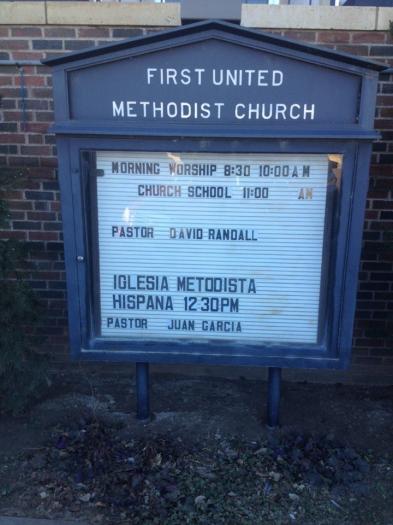 FIRST UNITED
METHODIST CHURCH
MORNING WORSHIP 8:30 10:00 AM
CHURCH SCHOOL 11:00 AM
PASTOR DAVID RANDALL
IGLESIA METODISTA
HISPANA 12 30PM
PASTOR JUAN GARCIA